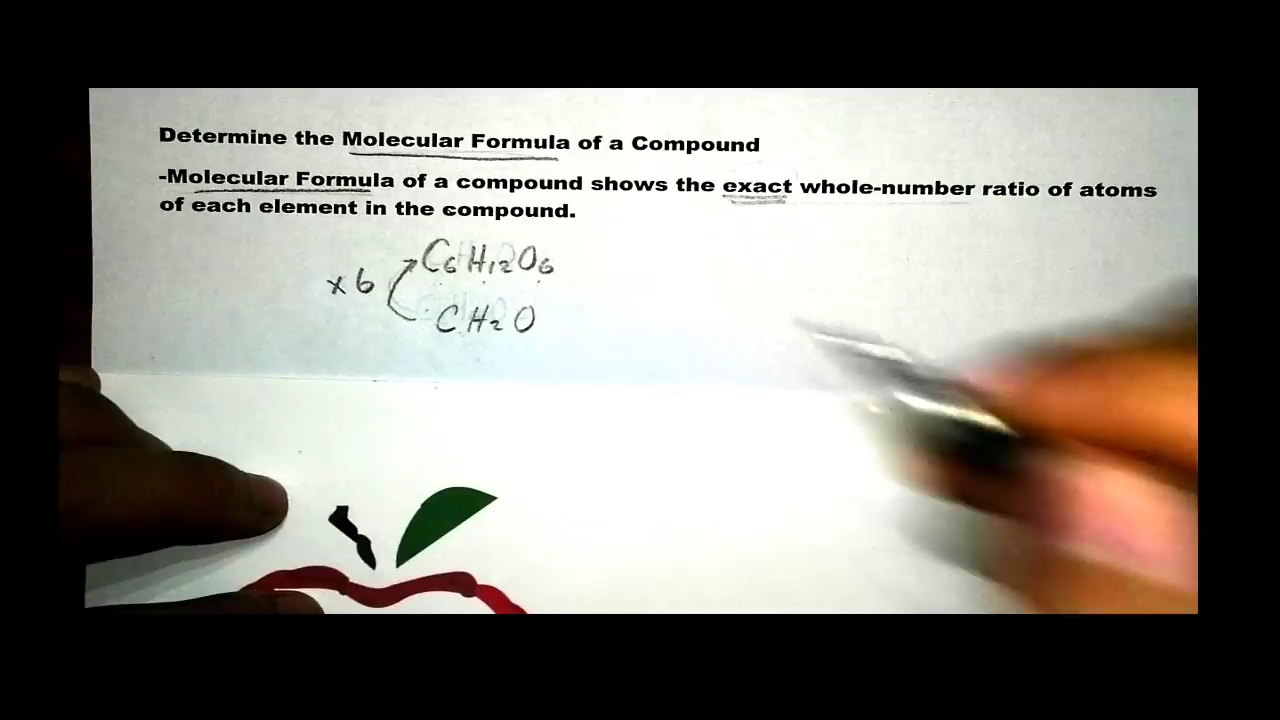 Determine the Molecular Formula of a Compound
-Molecular Formula of a compound shows the exact whole-number ratio of atoms
of each element in the compound.
C₆H₁₂O₆
x6
CH₂O